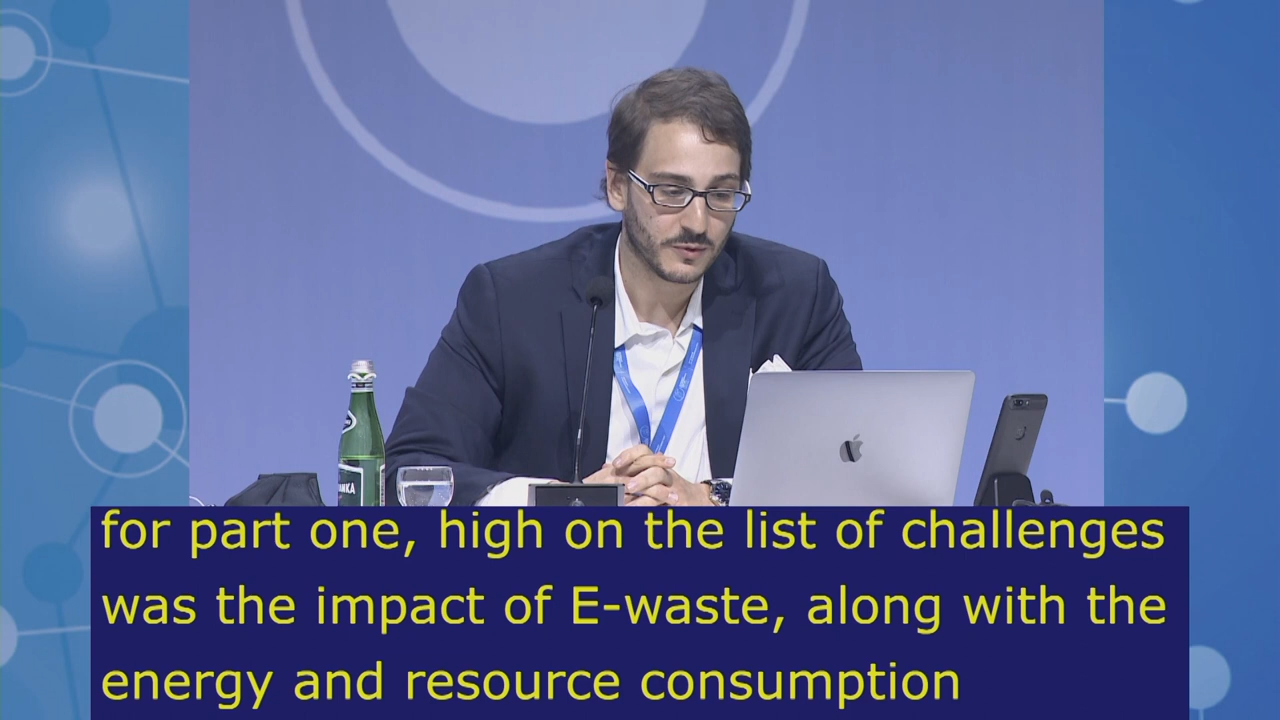 NKA
for part one, high on the list of challenges
was the impact of E-waste, along with the
energy and resource consumption